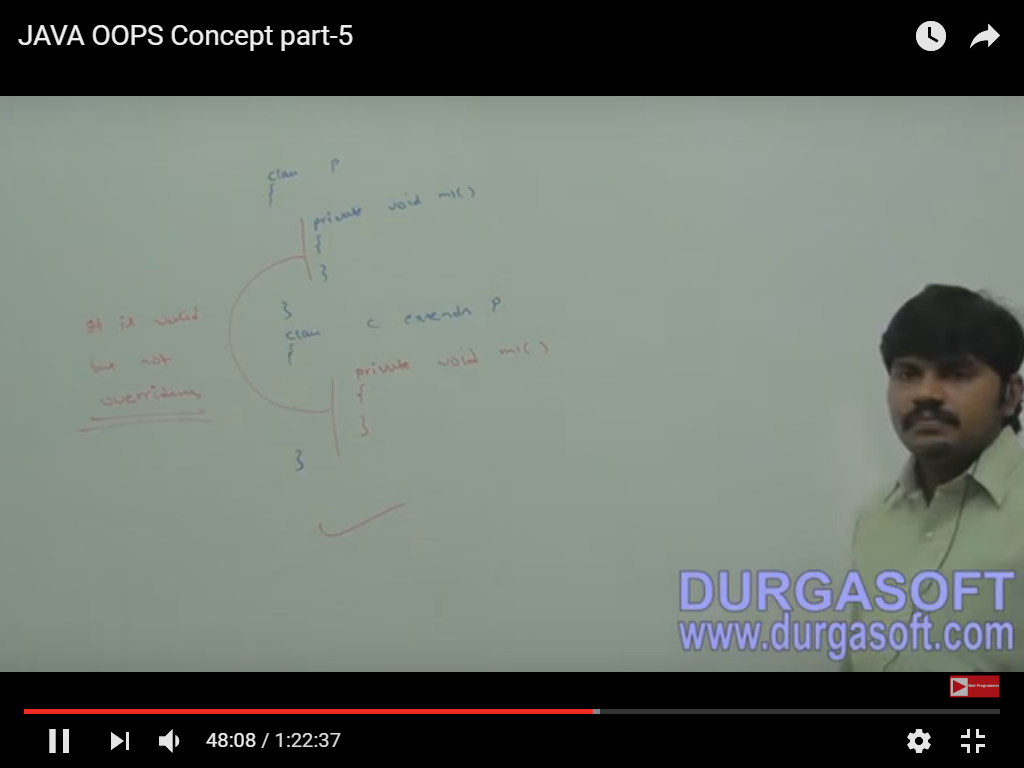 JAVA OOPS Concept part-5
class P
{
private void m1()
{
}
}
class C extends P
{
private void m1()
{
}
}
It is valid
but not
overriding
DURGASOFT
www.durgasoft.com
48:08 / 1:22:37